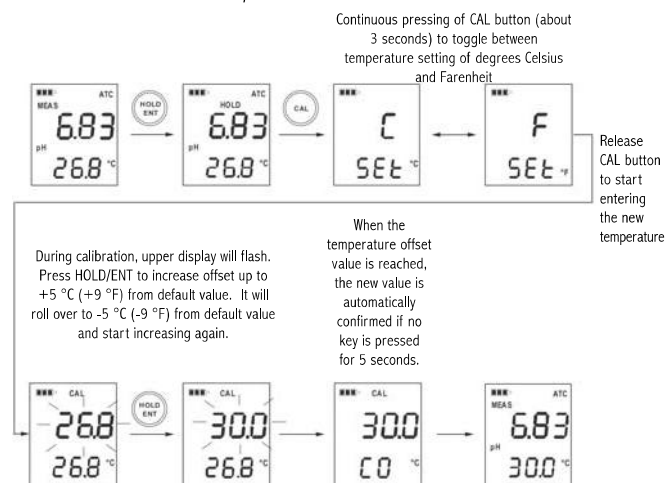 Continuous pressing of CAL button (about
3 seconds) to toggle between
temperature setting of degrees Celsius
and Farenheit
ATC
MEAS
6.83
pH
26.8 °C
HOLD
ENT
ATC
HOLD
6.83
pH
26.8 °C
CAL
C
SEt °C
F
SEt °F
Release
CAL button
to start
entering
the new
temperature
During calibration, upper display will flash.
Press HOLD/ENT to increase offset up to
+5 °C (+9 °F) from default value. It will
roll over to -5 °C (-9 °F) from default value
and start increasing again.
When the
temperature offset
value is reached,
the new value is
automatically
confirmed if no
key is pressed
for 5 seconds.
CAL
26.8
26.8 °C
HOLD
ENT
CAL
30.0
26.8 °C
CAL
30.0
CO °C
ATC
MEAS
6.83
pH
30.0 °C